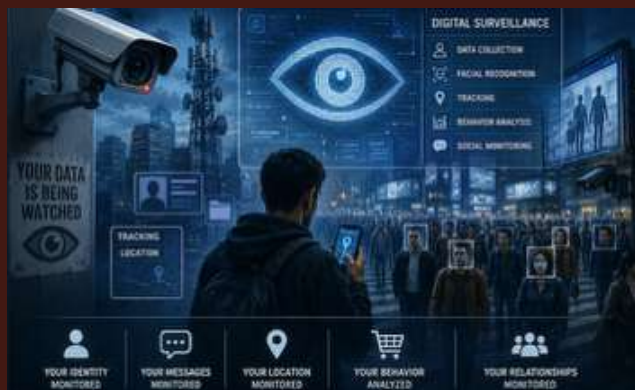 DIGITAL SURVEILLANCE
DATA COLLECTION
FACIAL RECOGNITION
TRACKING
BEHAVIOR ANALYSIS
SOCIAL MONITORING
YOUR DATA
IS BEING
WATCHED
TRACKING
LOCATION
YOUR IDENTITY
MONITORED
YOUR MESSAGES
MONITORED
YOUR LOCATION
MONITORED
YOUR BEHAVIOR
ANALYZED
YOUR RELATIONSHIPS
MONITORED